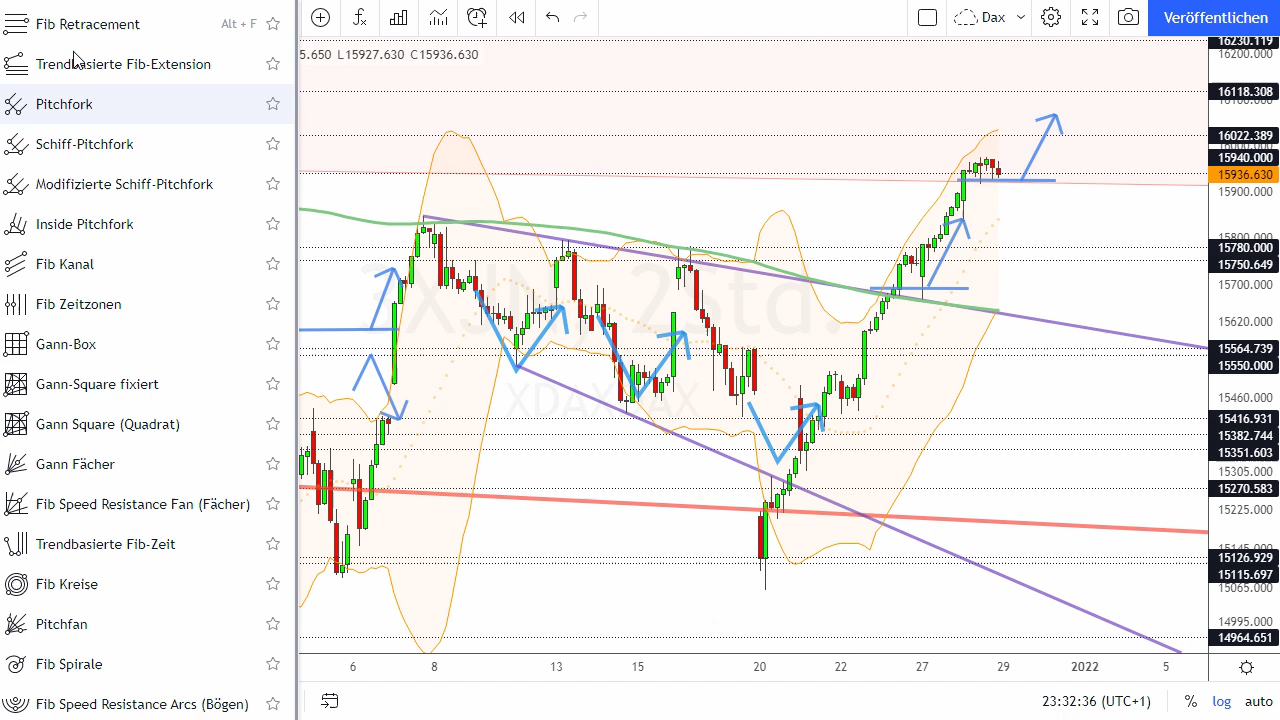 Fib Retracement Alt + F
Trendbasierte Fib-Extension
Pitchfork
Schiff-Pitchfork
Modifizierte Schiff-Pitchfork
Inside Pitchfork
Fib Kanal
Fib Zeitzonen
Gann-Box
Gann-Square fixiert
Gann Square (Quadrat)
Gann Fächer
Fib Speed Resistance Fan (Fächer)
Trendbasierte Fib-Zeit
Fib Kreise
Pitchfan
Fib Spirale
Fib Speed Resistance Arcs (Bögen)
Dax
Veröffentlichen
5.650 L15927.630 C15936.630
2Std.
XDAX DAX
16230.119
16200.000
16118.308
16022.389
15940.000
15936.630
15900.000
15780.000
15750.649
15700.000
15620.000
15564.739
15550.000
15460.000
15416.931
15382.744
15351.603
15305.000
15270.583
15225.000
15126.929
15115.697
15065.000
14995.000
14964.651
6 8 13 15 20 22 27 29 2022 5
23:32:36 (UTC+1) % log auto